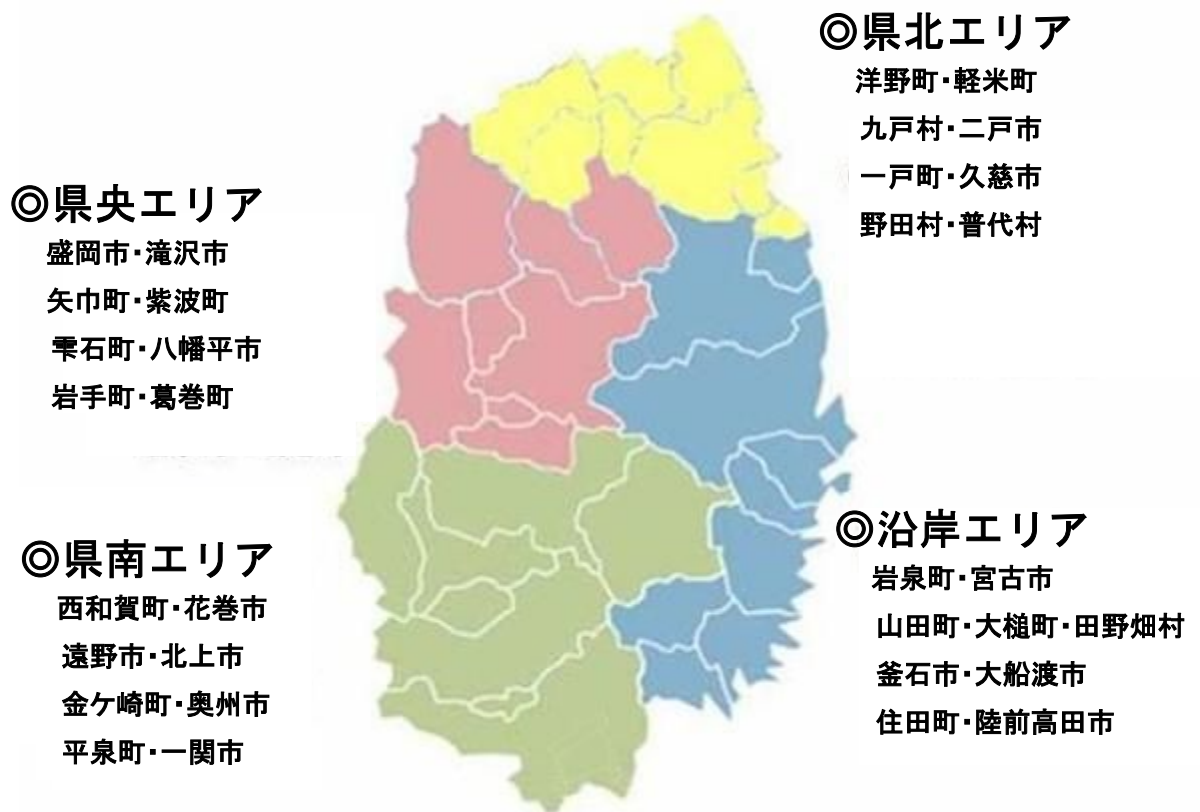 ◎県北エリア
洋野町・軽米町
九戸村・二戸市
一戸町・久慈市
野田村・普代村
◎県央エリア
盛岡市・滝沢市
矢巾町・紫波町
雫石町・八幡平市
岩手町・葛巻町
◎県南エリア
西和賀町・花巻市
遠野市・北上市
金ケ崎町・奥州市
平泉町・一関市
◎沿岸エリア
岩泉町・宮古市
山田町・大槌町・田野畑村
釜石市・大船渡市
住田町・陸前高田市